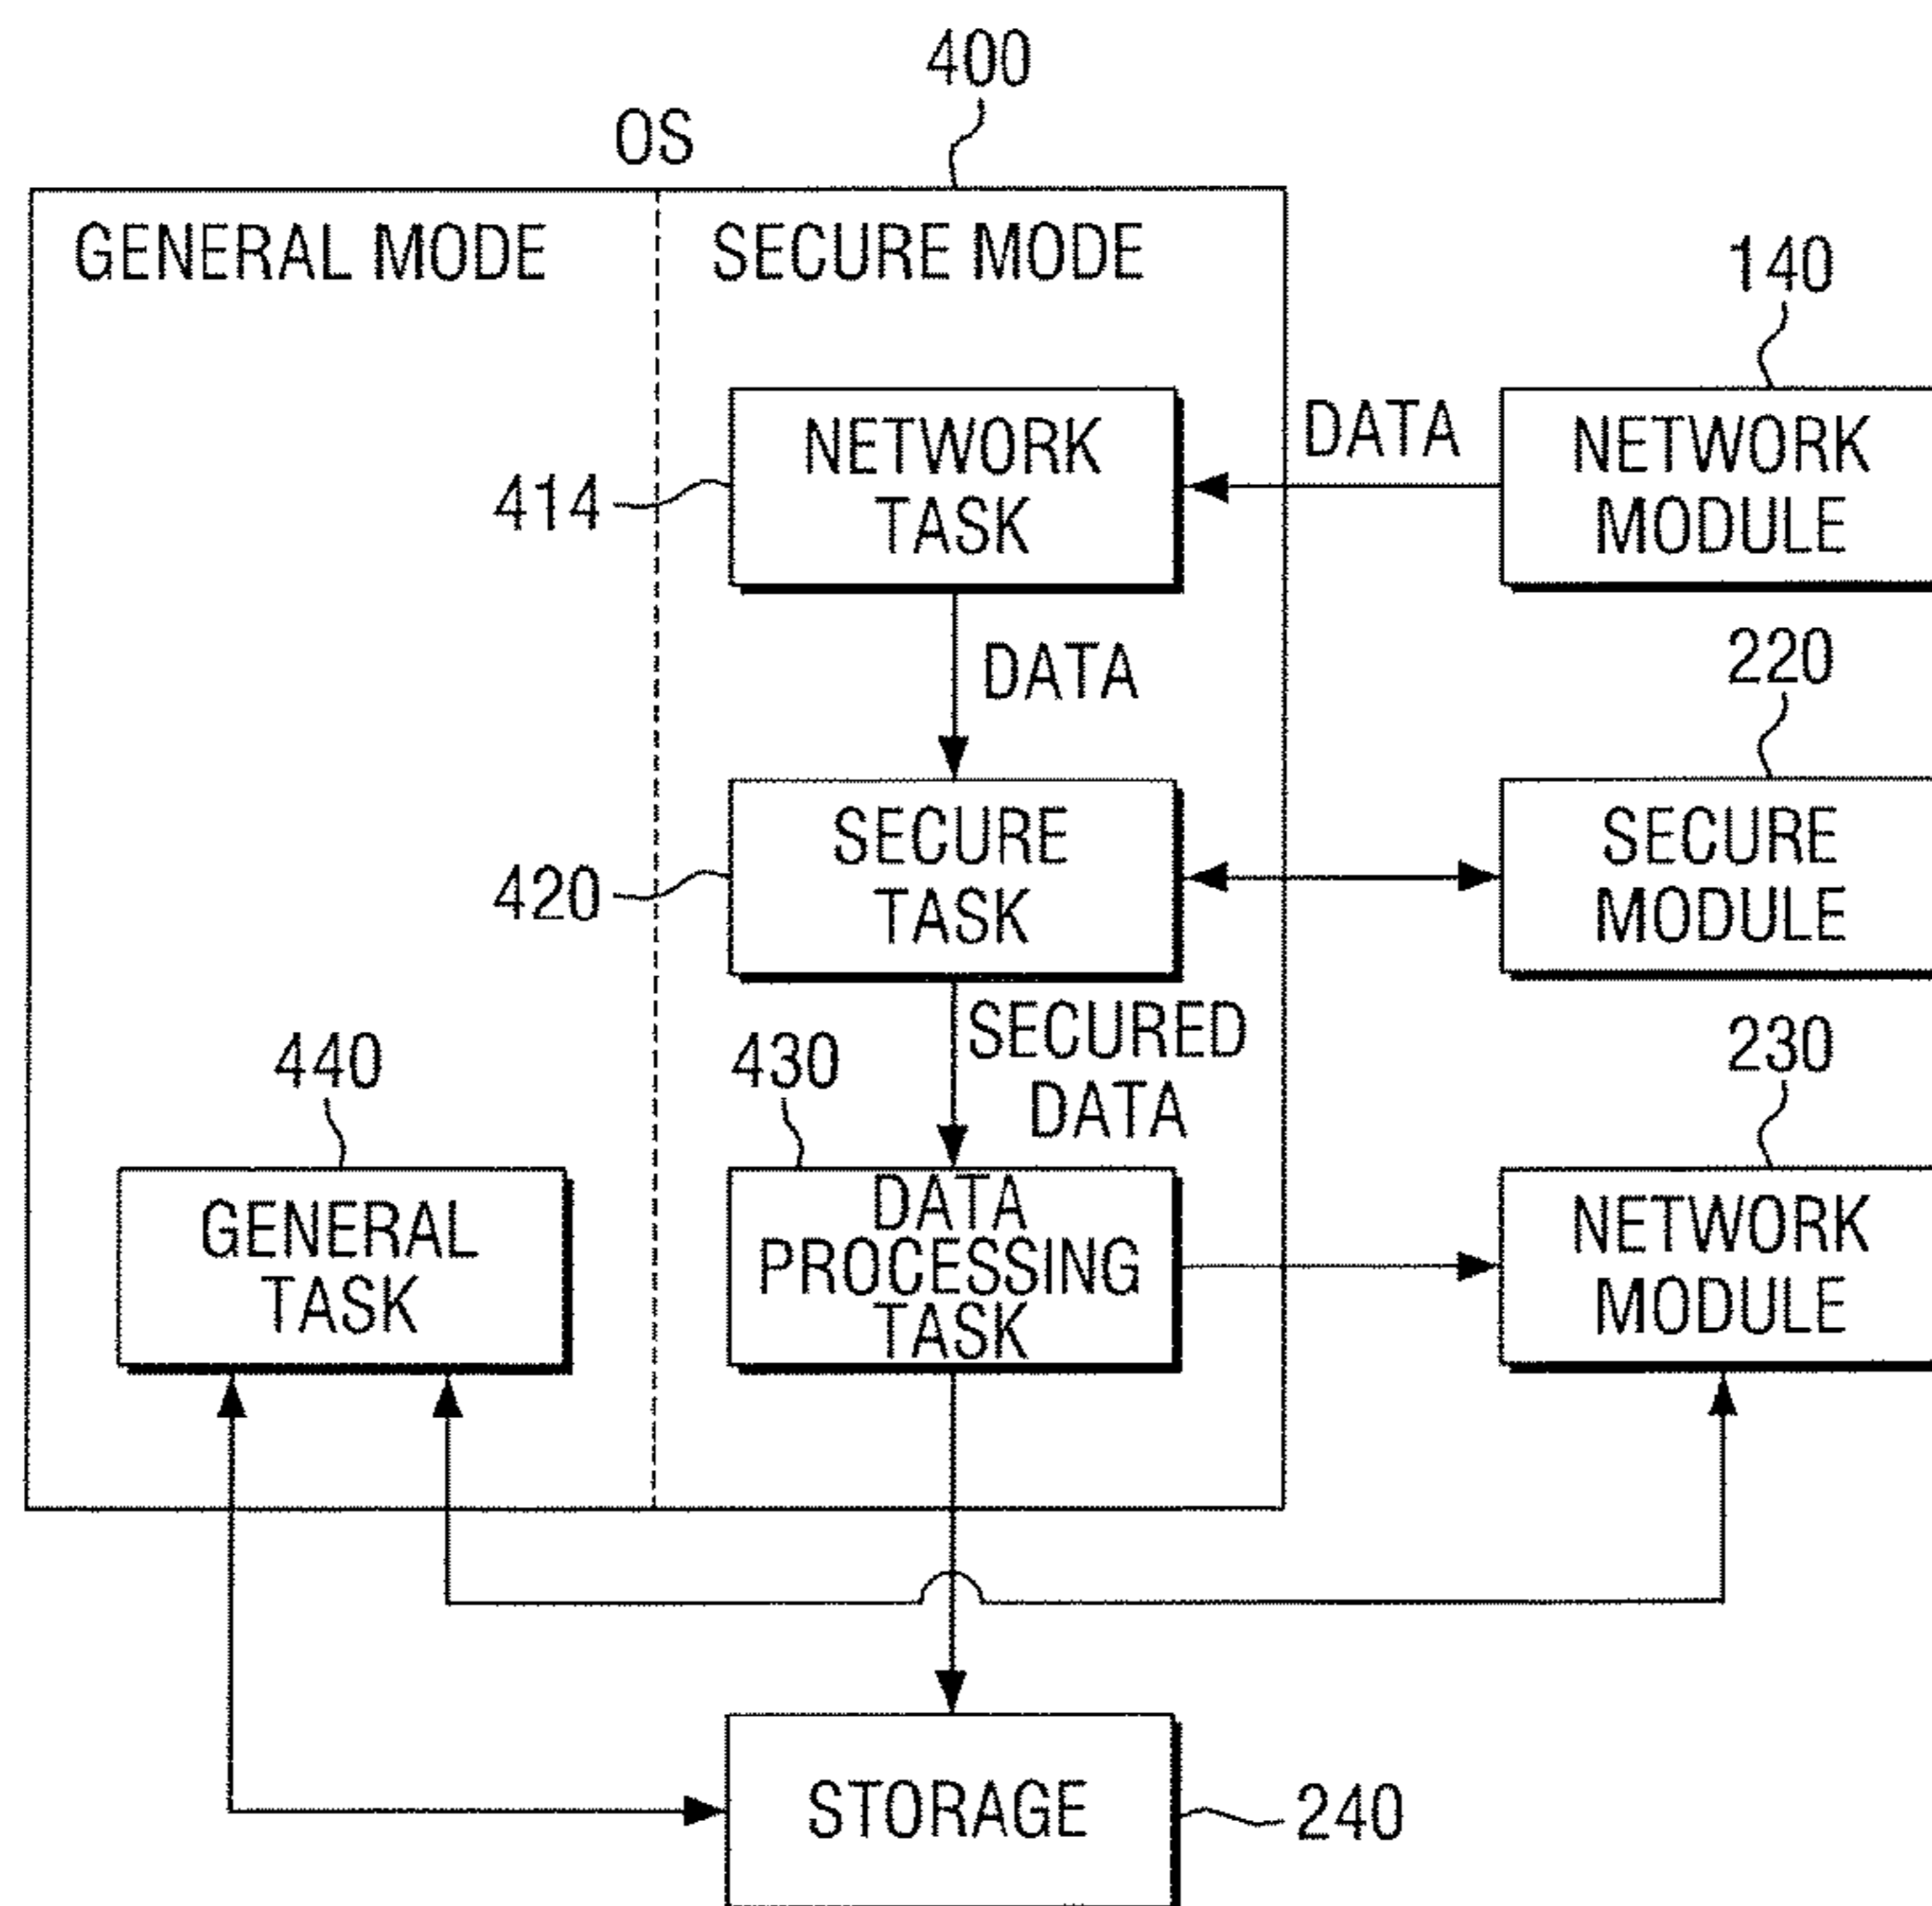 400
OS
GENERAL MODE
SECURE MODE
140
NETWORK
TASK
DATA
NETWORK
MODULE
414
DATA
220
SECURE
TASK
SECURE
MODULE
420
SECURED
DATA
440
430
230
GENERAL
TASK
DATA
PROCESSING
TASK
NETWORK
MODULE
STORAGE
240